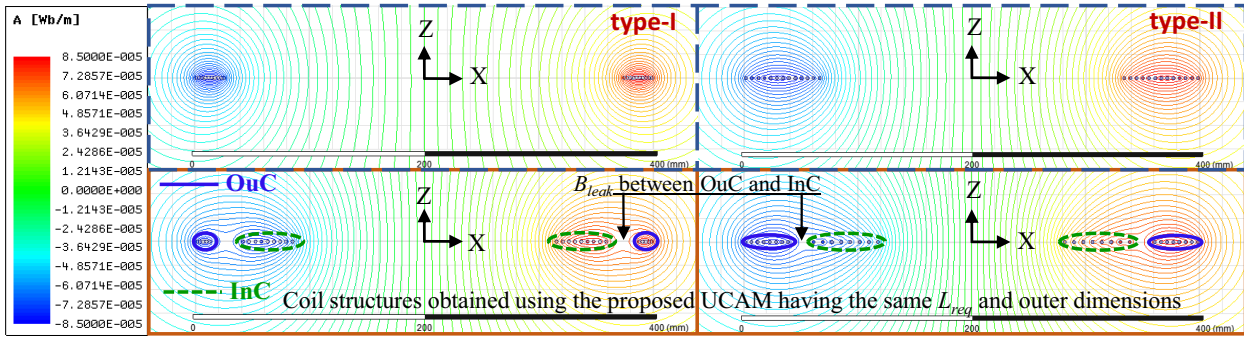 A [Wb/m]
8.5000E-005
7.2857E-005
6.0714E-005
4.8571E-005
3.6429E-005
2.4286E-005
1.2143E-005
0.0000E+000
-1.2143E-005
-2.4286E-005
-3.6429E-005
-4.8571E-005
-6.0714E-005
-7.2857E-005
-8.5000E-005
type-I
Z
X
0 200 400 (mm)
type-II
Z
X
0 200 400 (mm)
OuC
B_leak between OuC and InC
Z
X
Z
X
InC
Coil structures obtained using the proposed UCAM having the same L_req and outer dimensions
0 200 400 (mm)
0 200 400 (mm)